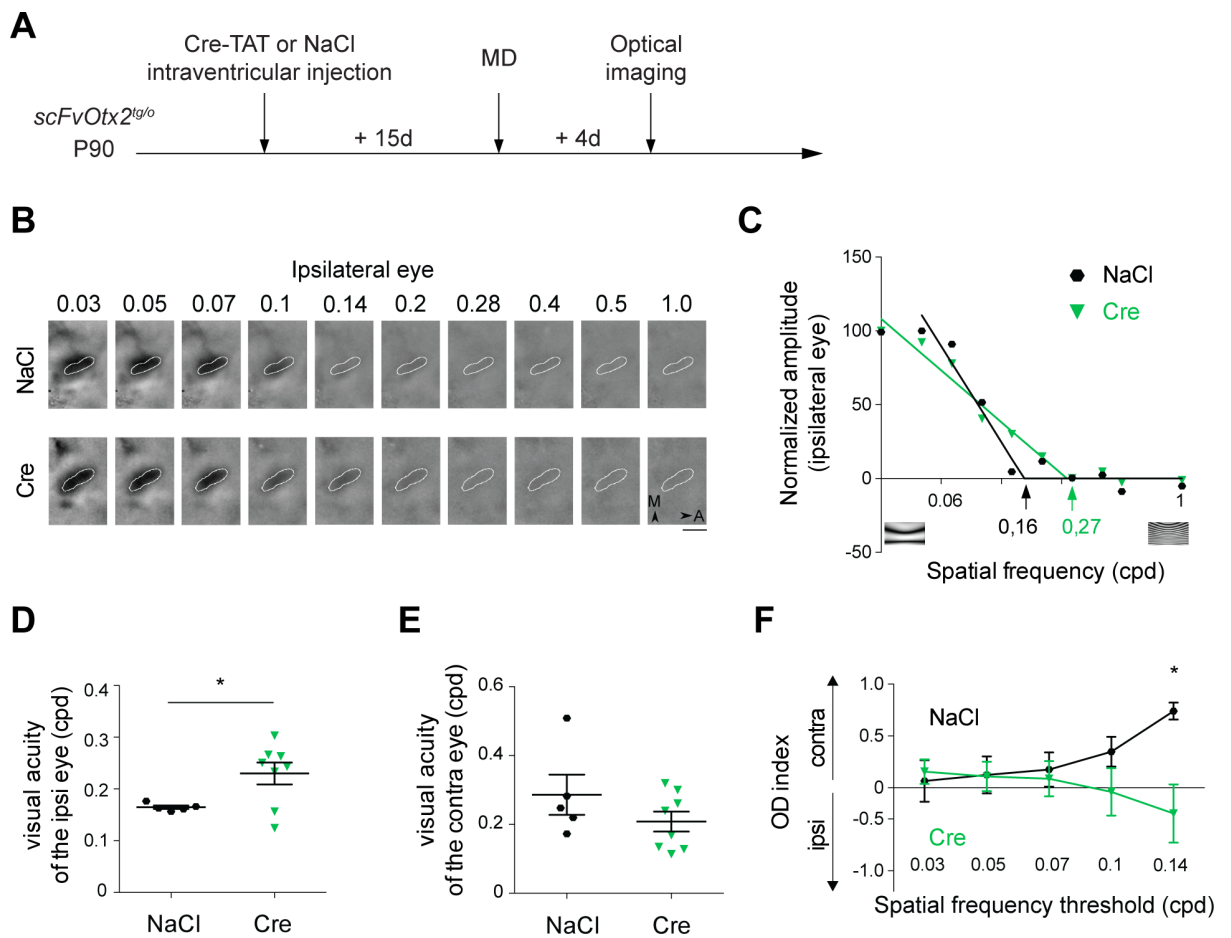 A
Cre-TAT or NaCl
intraventricular injection
MD
Optical
imaging
scFvOtx2tg/o
P90
+ 15d
+ 4d
B
Ipsilateral eye
0.03 0.05 0.07 0.1 0.14 0.2 0.28 0.4 0.5 1.0
NaCl
Cre
M
A
C
Normalized amplitude
(ipsilateral eye)
150
100
50
0
-50
NaCl
Cre
0.06
1
0,16
0,27
Spatial frequency (cpd)
D
visual acuity
of the ipsi eye (cpd)
0.4
0.3
0.2
0.1
0
*
NaCl
Cre
E
visual acuity
of the contra eye (cpd)
0.6
0.4
0.2
0
NaCl
Cre
F
OD index
contra
ipsi
1.0
0.5
0
-0.5
-1.0
*
NaCl
Cre
0.03 0.05 0.07 0.1 0.14
Spatial frequency threshold (cpd)